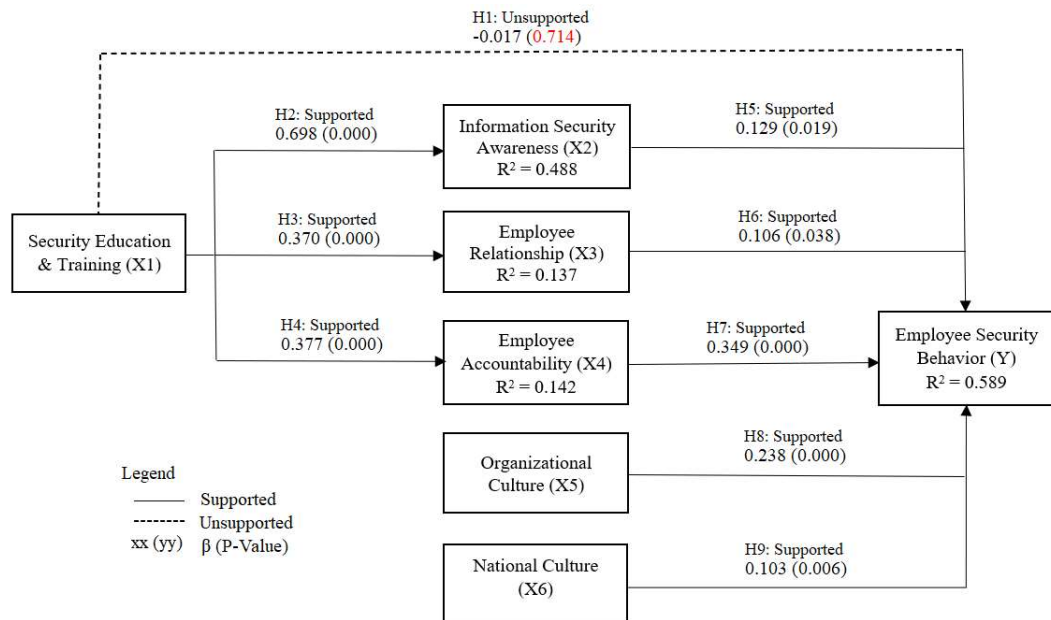 H1: Unsupported
-0.017 (0.714)
H2: Supported
0.698 (0.000)
Information Security
Awareness (X2)
R² = 0.488
H5: Supported
0.129 (0.019)
H3: Supported
0.370 (0.000)
Security Education
& Training (X1)
Employee
Relationship (X3)
R² = 0.137
H6: Supported
0.106 (0.038)
H4: Supported
0.377 (0.000)
Employee
Accountability (X4)
R² = 0.142
H7: Supported
0.349 (0.000)
Employee Security
Behavior (Y)
R² = 0.589
Organizational
Culture (X5)
H8: Supported
0.238 (0.000)
National Culture
(X6)
H9: Supported
0.103 (0.006)
Legend
Supported
Unsupported
xx (yy) β (P-Value)